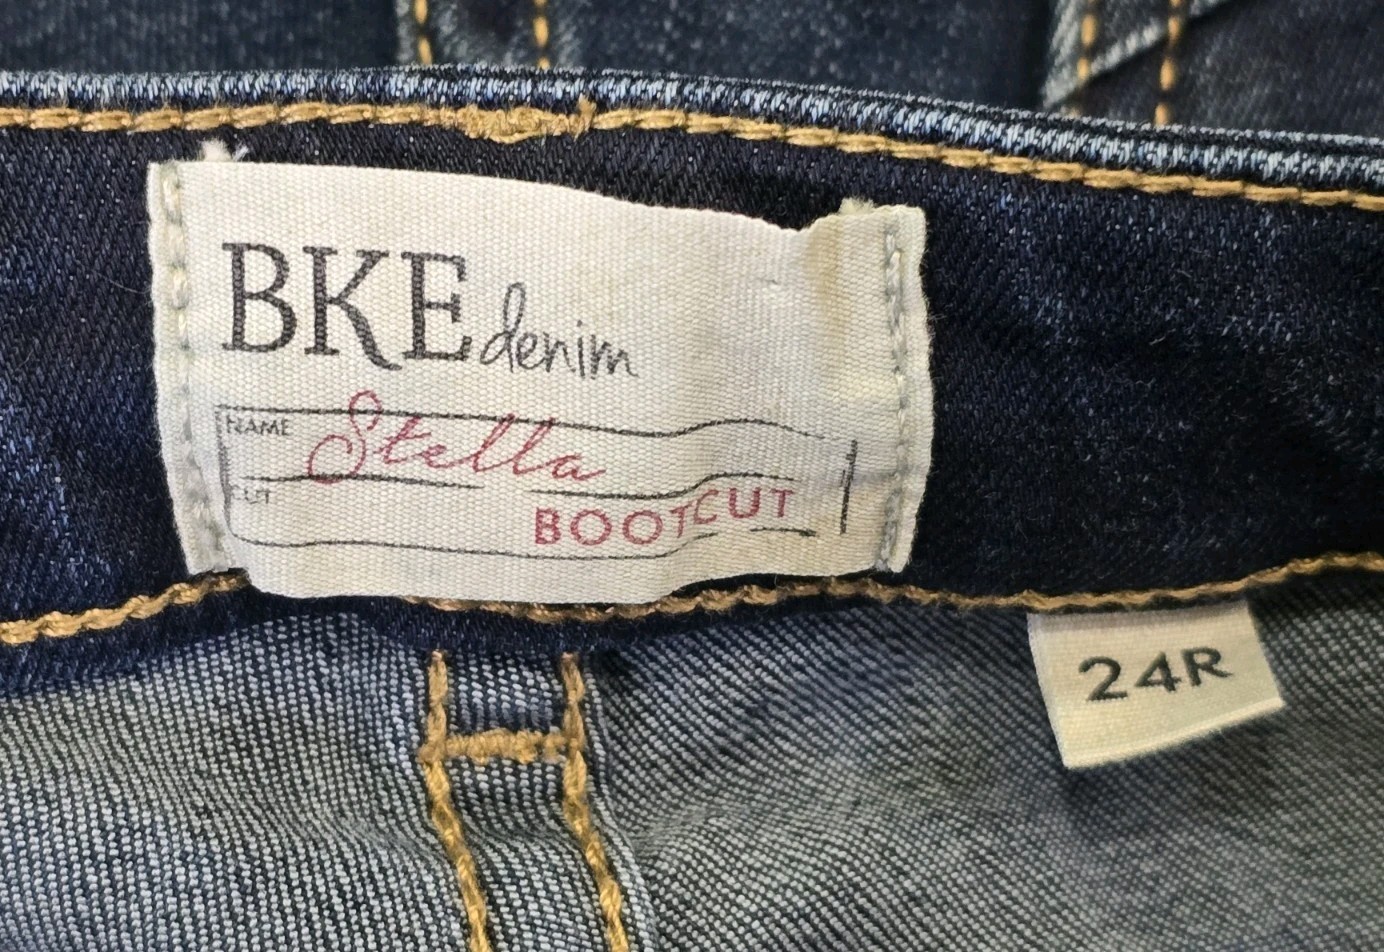 BKE denim
NAME Stella
CUT BOOTCUT
24R